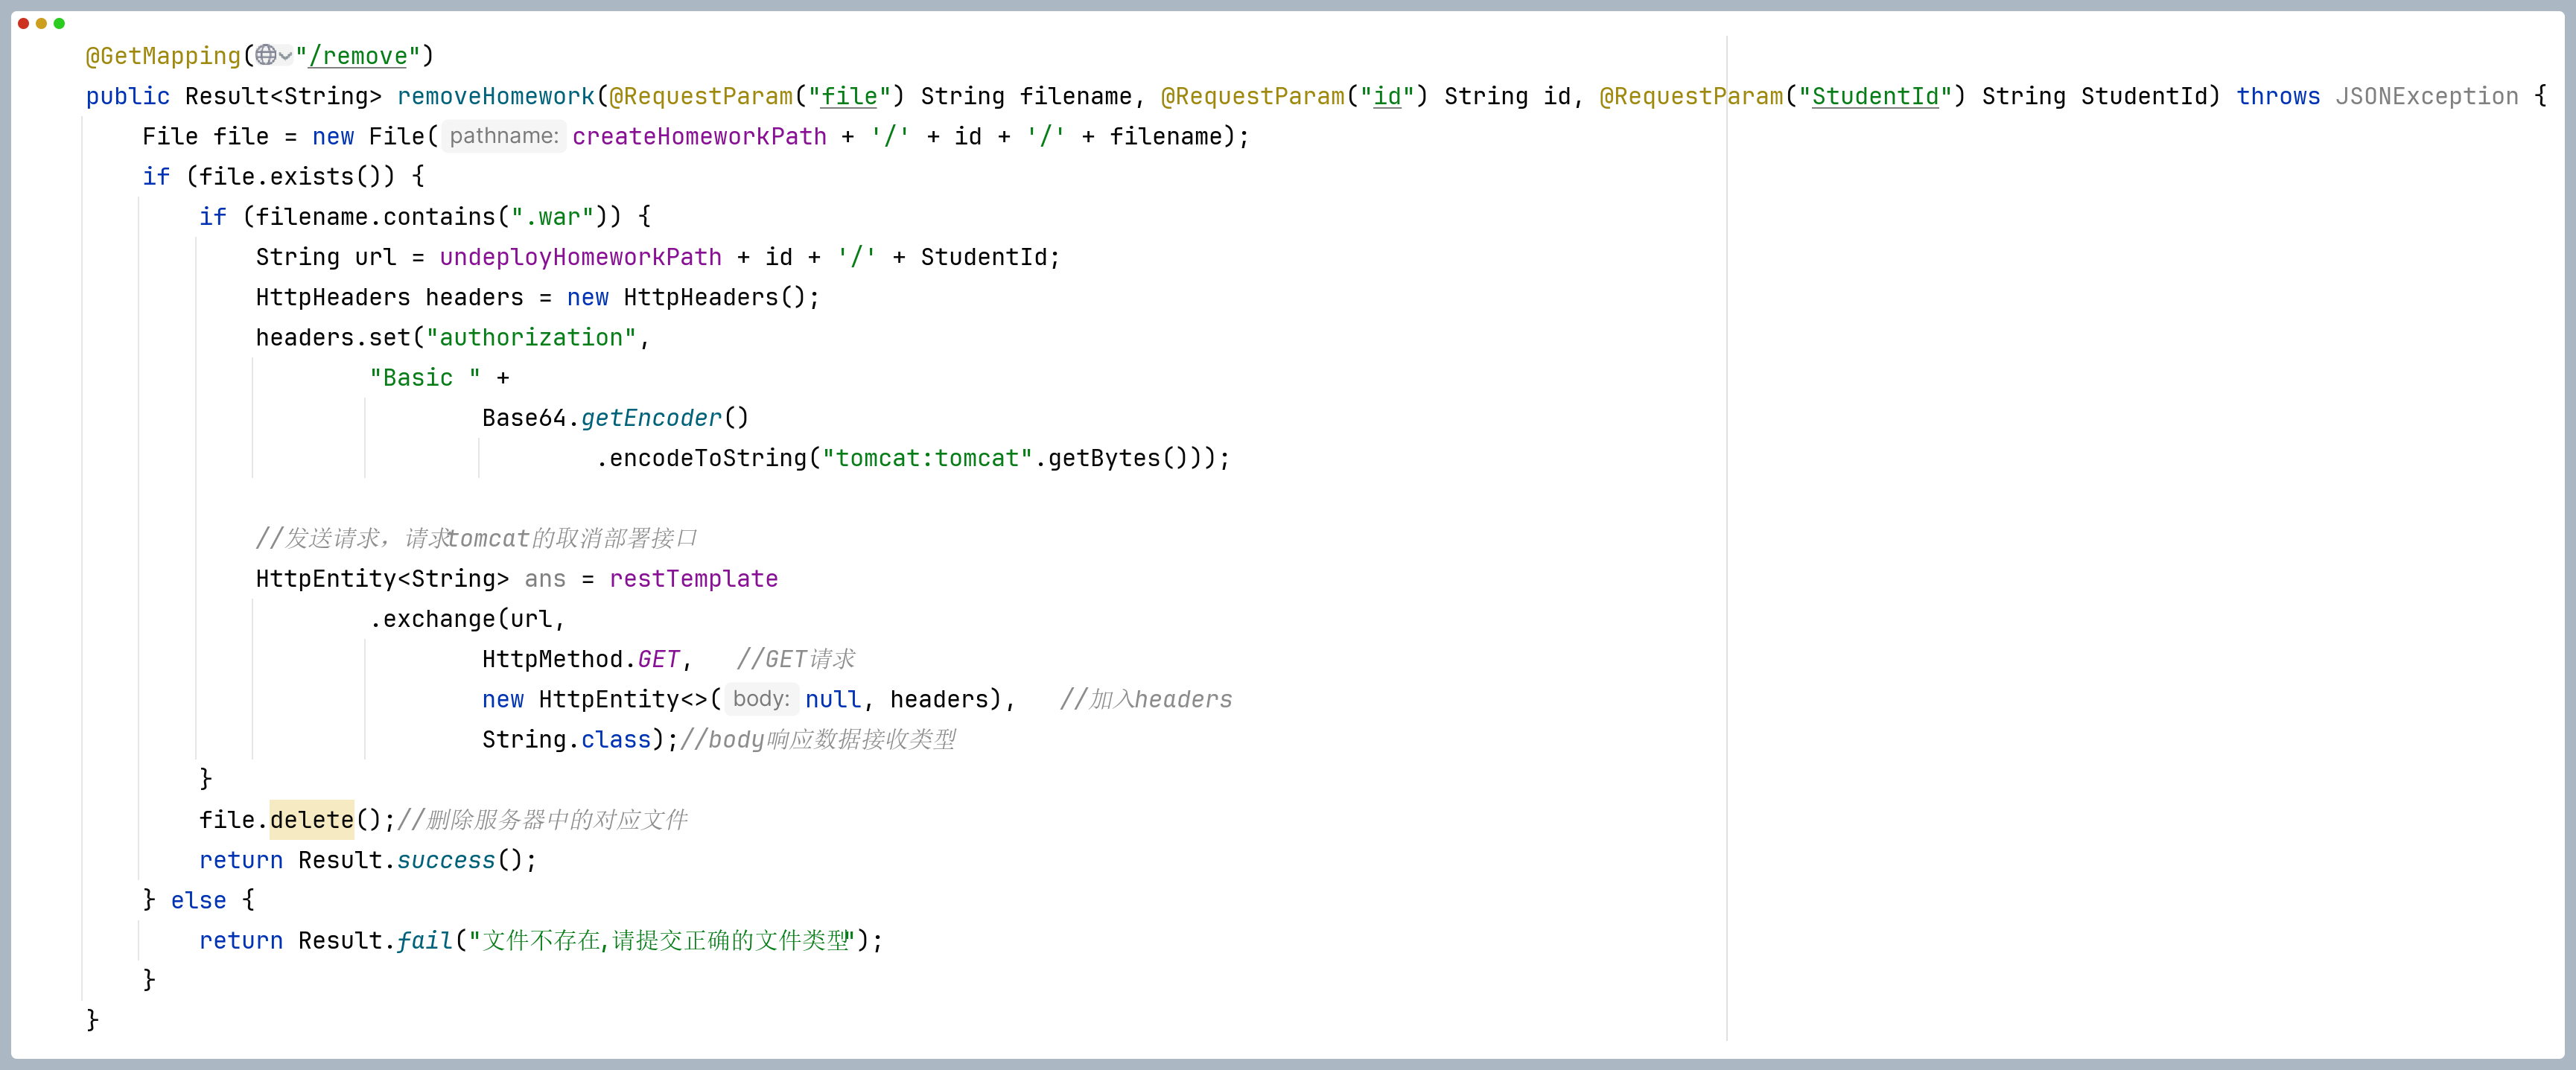 @GetMapping("/remove")
public Result<String> removeHomework(@RequestParam("file") String filename, @RequestParam("id") String id, @RequestParam("StudentId") String StudentId) throws JSONException {
File file = new File( pathname: createHomeworkPath + '/' + id + '/' + filename);
if (file.exists()) {
if (filename.contains(".war")) {
String url = undeployHomeworkPath + id + '/' + StudentId;
HttpHeaders headers = new HttpHeaders();
headers.set("authorization",
"Basic " +
Base64.getEncoder()
.encodeToString("tomcat:tomcat".getBytes()));
//发送请求，请求tomcat的取消部署接口
HttpEntity<String> ans = restTemplate
.exchange(url,
HttpMethod.GET,   //GET请求
new HttpEntity<>( body: null, headers),   //加入headers
String.class);//body响应数据接收类型
}
file.delete();//删除服务器中的对应文件
return Result.success();
} else {
return Result.fail("文件不存在,请提交正确的文件类型");
}
}